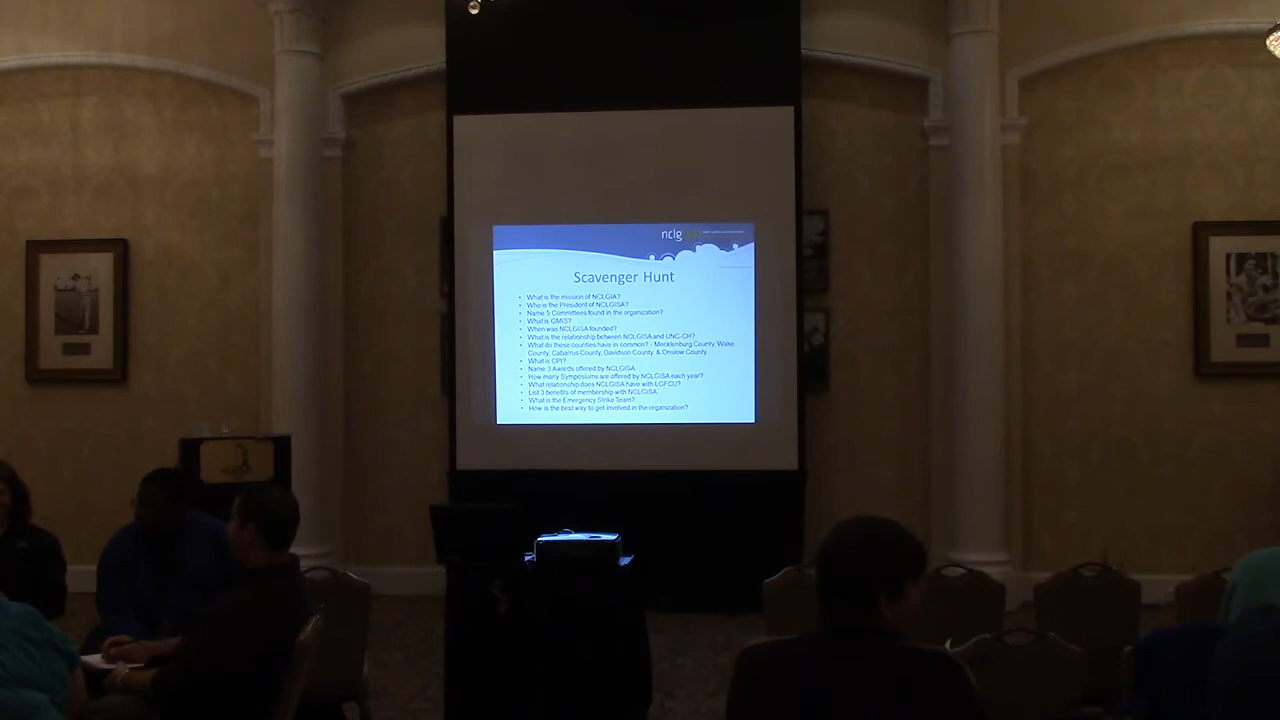 nclg
Scavenger Hunt
• What is the mission of NCLGIA?
• Who is the President of NCLGISA?
• Name 5 Committees found in the organization?
• What is GMIS?
• When was NCLGISA founded?
• What is the relationship between NCLGISA and UNC-CH?
• What do these counties have in common? - Mecklenburg County, Wake
County, Cabarrus County, Davidson County, & Onslow County
• What is CPI?
• Name 3 Awards offered by NCLGISA
• How many Symposiums are offered by NCLGISA each year?
• What relationship does NCLGISA have with LGFCU?
• List 3 benefits of membership with NCLGISA.
• What is the Emergency Strike Team?
• How is the best way to get involved in the organization?